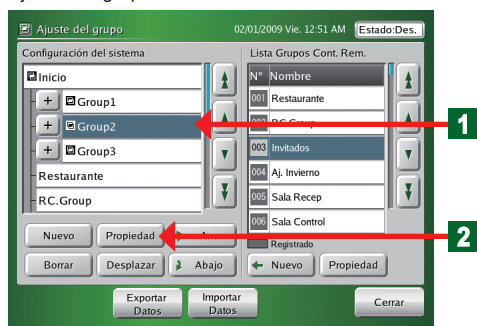 Ajuste del grupo 02/01/2009 Vie. 12:51 AM Estado:Des.
Configuración del sistema
Inicio
+ Group1
+ Group2
+ Group3
Restaurante
RC.Group
Nuevo Propiedad
Borrar Desplazar Abajo
Lista Grupos Cont. Rem.
N° Nombre
001 Restaurante
RC.Group
003 Invitados
004 Aj. Invierno
005 Sala Recep
006 Sala Control
Registrado
Nuevo Propiedad
Exportar Datos
Importar Datos
Cerrar
1
2